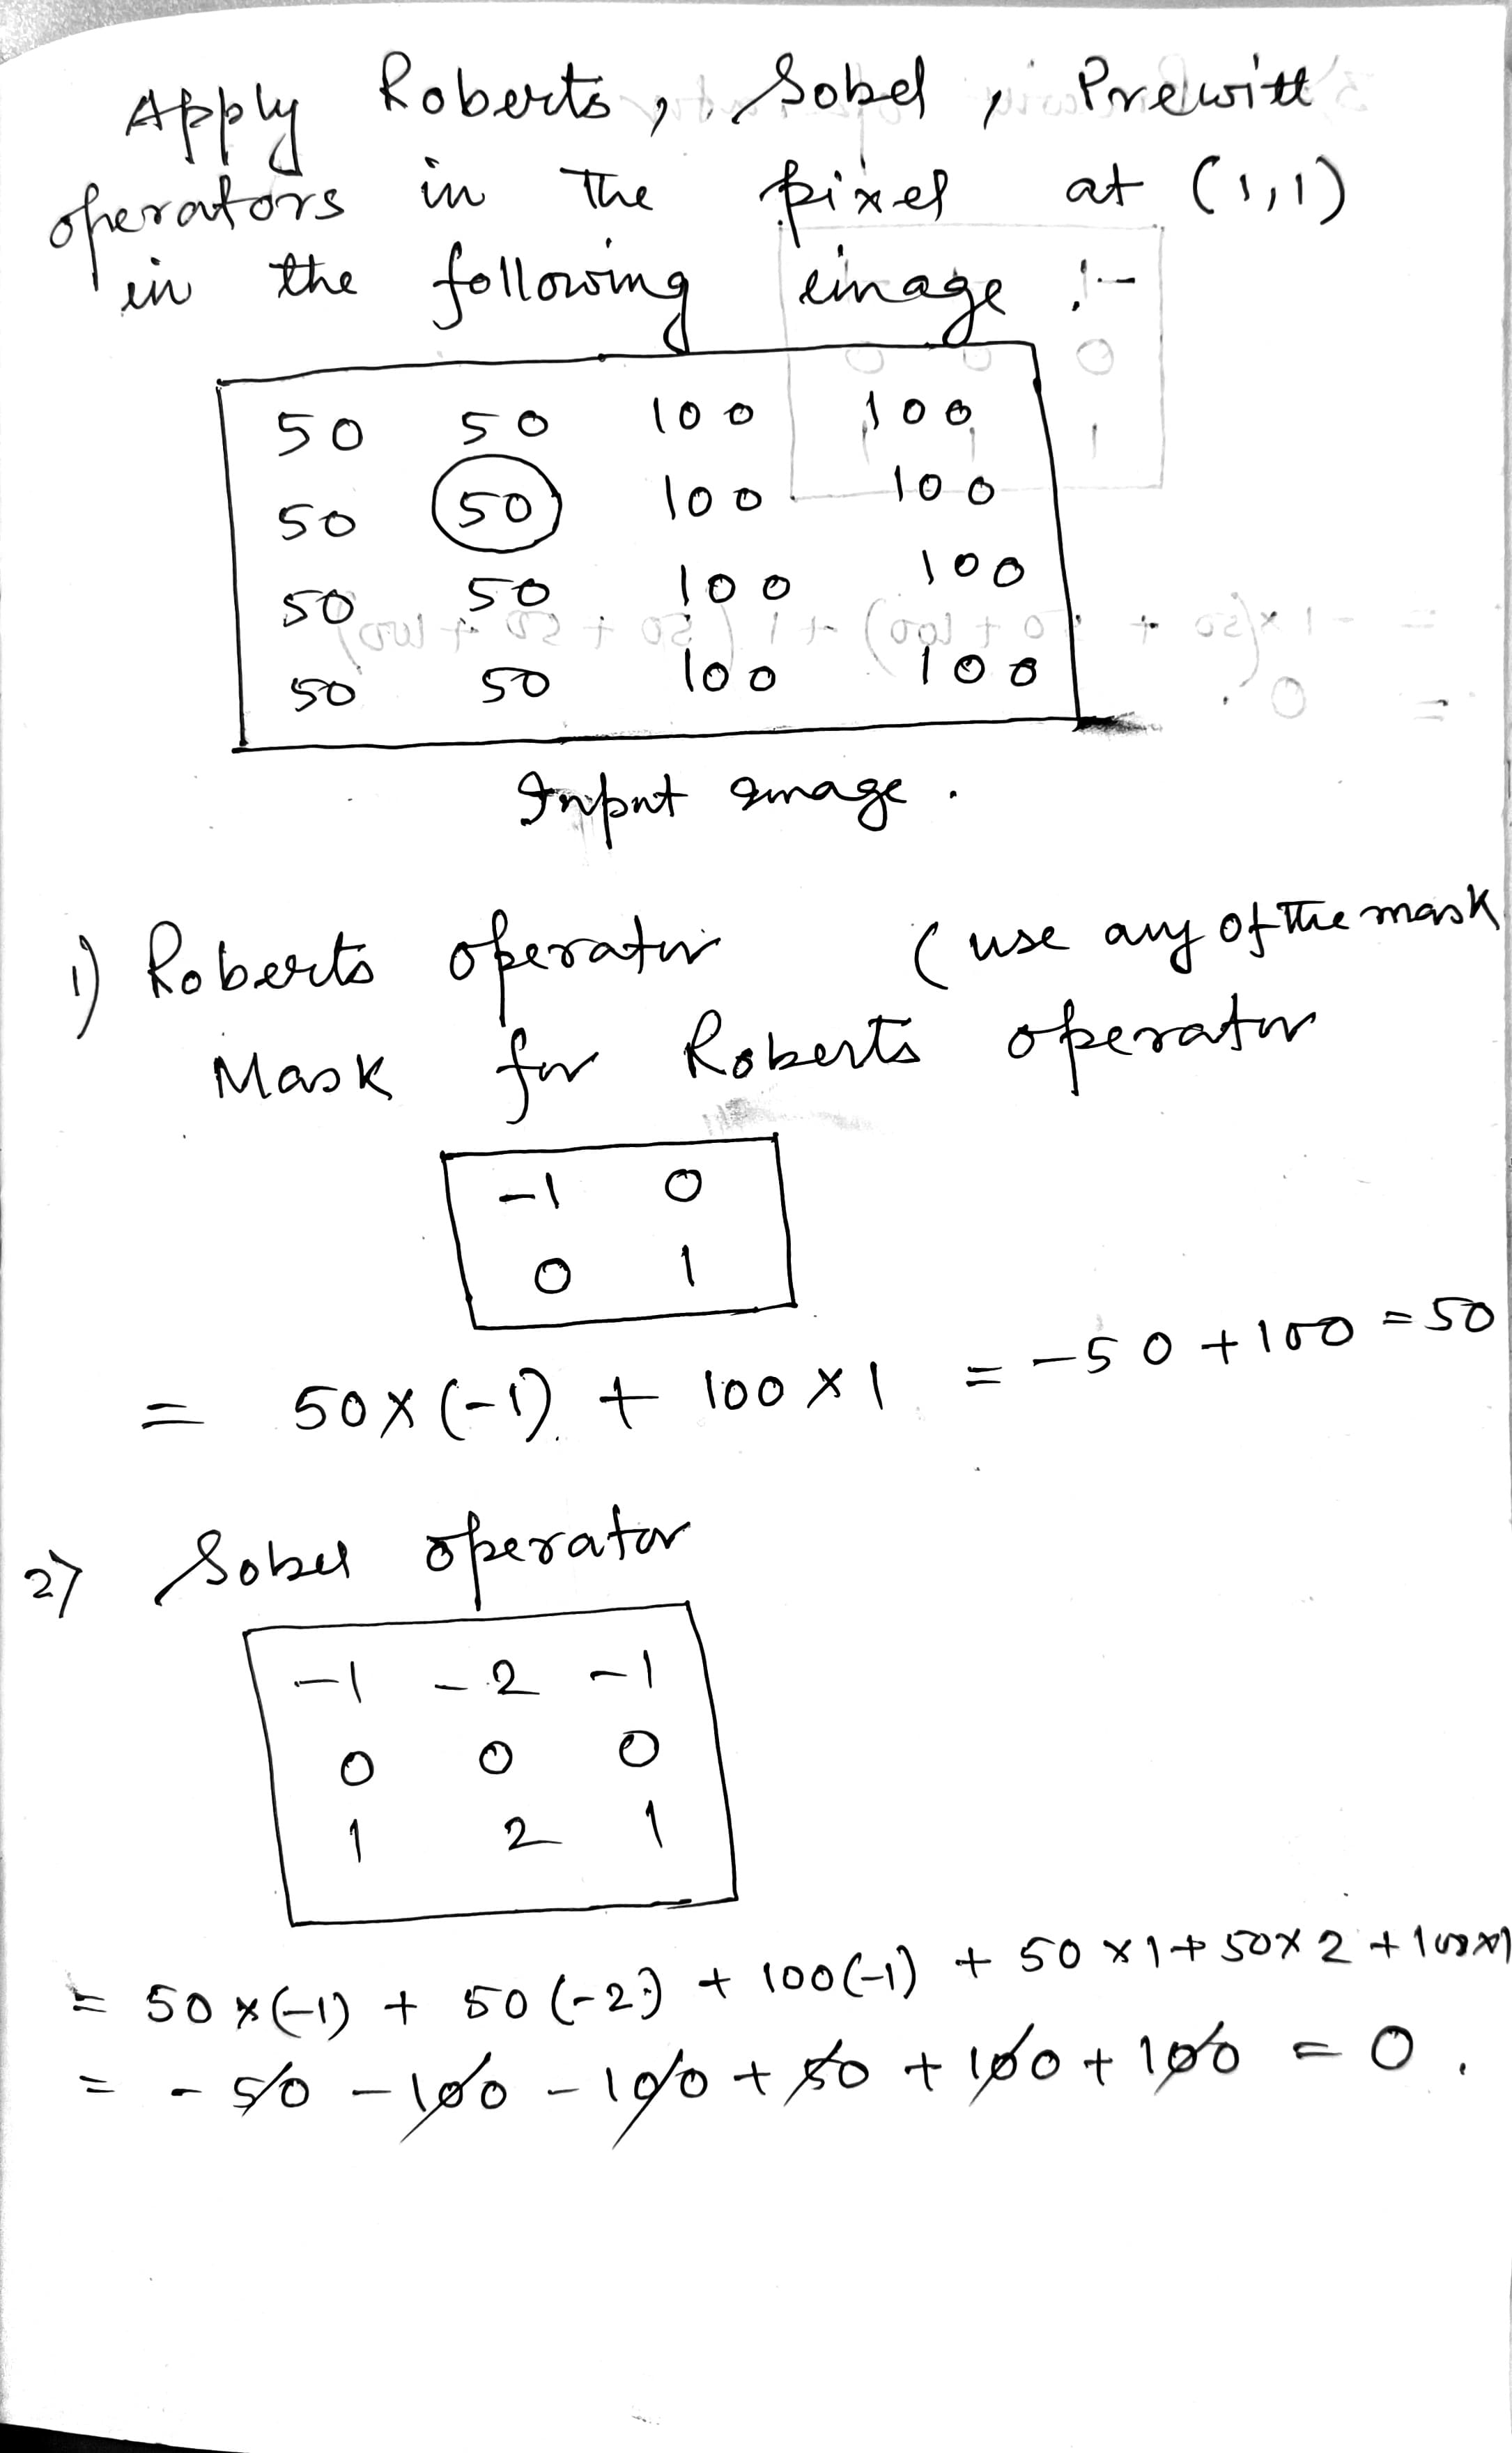 Apply Roberts, Sobel, Prewitt
operators in the pixel at (1,1)
in the following image :-
50 50 100 100
50 50 100 100
50 50 100 100
50 50 100 100
Input image.
1) Roberts operator (use any of the mask
Mask for Roberts operator
-1 0
0 1
= 50×(-1) + 100×1 = -50+100 = 50
2) Sobel operator
-1 -2 -1
0 0 0
1 2 1
= 50×(-1) + 50(-2) + 100(-1) + 50×1+50×2+100×1
= -50-100-100+50+100+100 = 0.